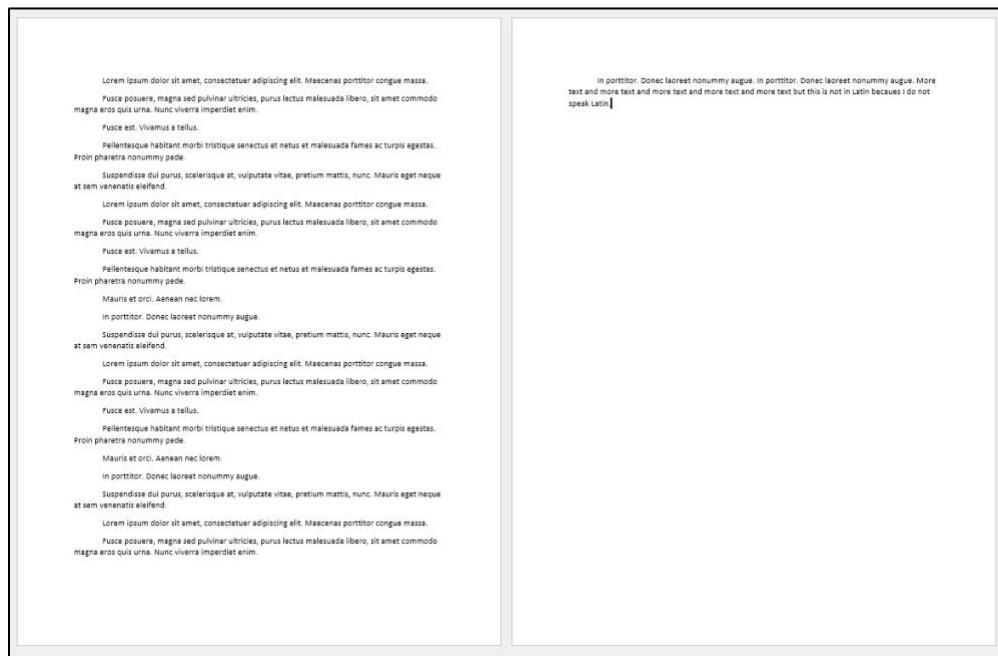 Lorem ipsum dolor sit amet, consectetuer adipiscing elit. Maecenas porttitor congue massa.
Fusce posuere, magna sed pulvinar ultricies, purus lectus malesuada libero, sit amet commodo
magna eros quis urna. Nunc viverra imperdiet enim.
Fusce est. Vivamus a tellus.
Pellentesque habitant morbi tristique senectus et netus et malesuada fames ac turpis egestas.
Proin pharetra nonummy pede.
Suspendisse dui purus, scelerisque at, vulputate vitae, pretium mattis, nunc. Mauris eget neque
at sem venenatis eleifend.
Lorem ipsum dolor sit amet, consectetuer adipiscing elit. Maecenas porttitor congue massa.
Fusce posuere, magna sed pulvinar ultricies, purus lectus malesuada libero, sit amet commodo
magna eros quis urna. Nunc viverra imperdiet enim.
Fusce est. Vivamus a tellus.
Pellentesque habitant morbi tristique senectus et netus et malesuada fames ac turpis egestas.
Proin pharetra nonummy pede.
Mauris et orci. Aenean nec lorem.
In porttitor. Donec laoreet nonummy augue.
Suspendisse dui purus, scelerisque at, vulputate vitae, pretium mattis, nunc. Mauris eget neque
at sem venenatis eleifend.
Lorem ipsum dolor sit amet, consectetuer adipiscing elit. Maecenas porttitor congue massa.
Fusce posuere, magna sed pulvinar ultricies, purus lectus malesuada libero, sit amet commodo
magna eros quis urna. Nunc viverra imperdiet enim.
Fusce est. Vivamus a tellus.
Pellentesque habitant morbi tristique senectus et netus et malesuada fames ac turpis egestas.
Proin pharetra nonummy pede.
Mauris et orci. Aenean nec lorem.
In porttitor. Donec laoreet nonummy augue.
Suspendisse dui purus, scelerisque at, vulputate vitae, pretium mattis, nunc. Mauris eget neque
at sem venenatis eleifend.
Lorem ipsum dolor sit amet, consectetuer adipiscing elit. Maecenas porttitor congue massa.
Fusce posuere, magna sed pulvinar ultricies, purus lectus malesuada libero, sit amet commodo
magna eros quis urna. Nunc viverra imperdiet enim.
In porttitor. Donec laoreet nonummy augue. In porttitor. Donec laoreet nonummy augue. More
text and more text and more text and more text and more text but this is not in Latin becaues I do not
speak Latin.